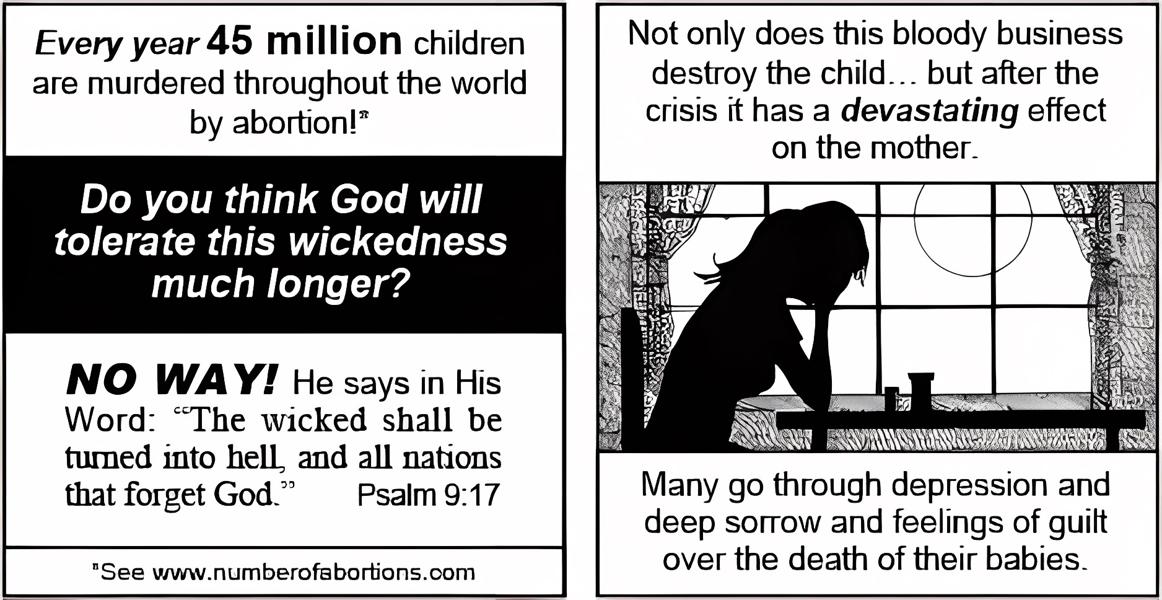 Every year 45 million children
are murdered throughout the world
by abortion!*
Do you think God will
tolerate this wickedness
much longer?
NO WAY! He says in His
Word: “The wicked shall be
turned into hell, and all nations
that forget God.” Psalm 9:17
*See www.numberofabortions.com
Not only does this bloody business
destroy the child... but after the
crisis it has a devastating effect
on the mother.
Many go through depression and
deep sorrow and feelings of guilt
over the death of their babies.